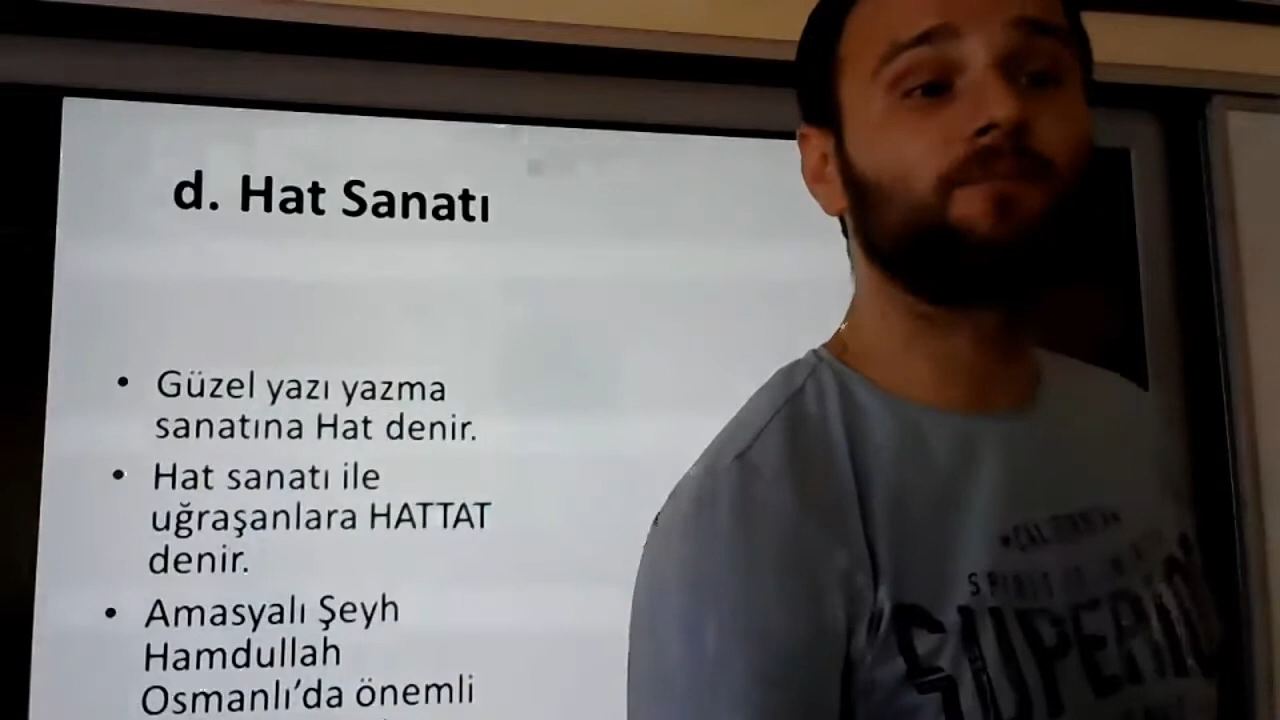 d. Hat Sanatı
• Güzel yazı yazma
sanatına Hat denir.
• Hat sanatı ile
uğraşanlara HATTAT
denir.
• Amasyalı Şeyh
Hamdullah
Osmanlı'da önemli